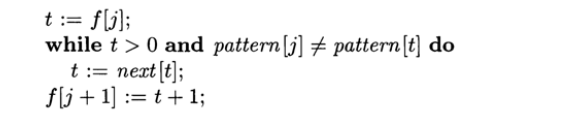 t := f[j];
while t > 0 and pattern[j] ≠ pattern[t] do
t := next[t];
f[j + 1] := t + 1;